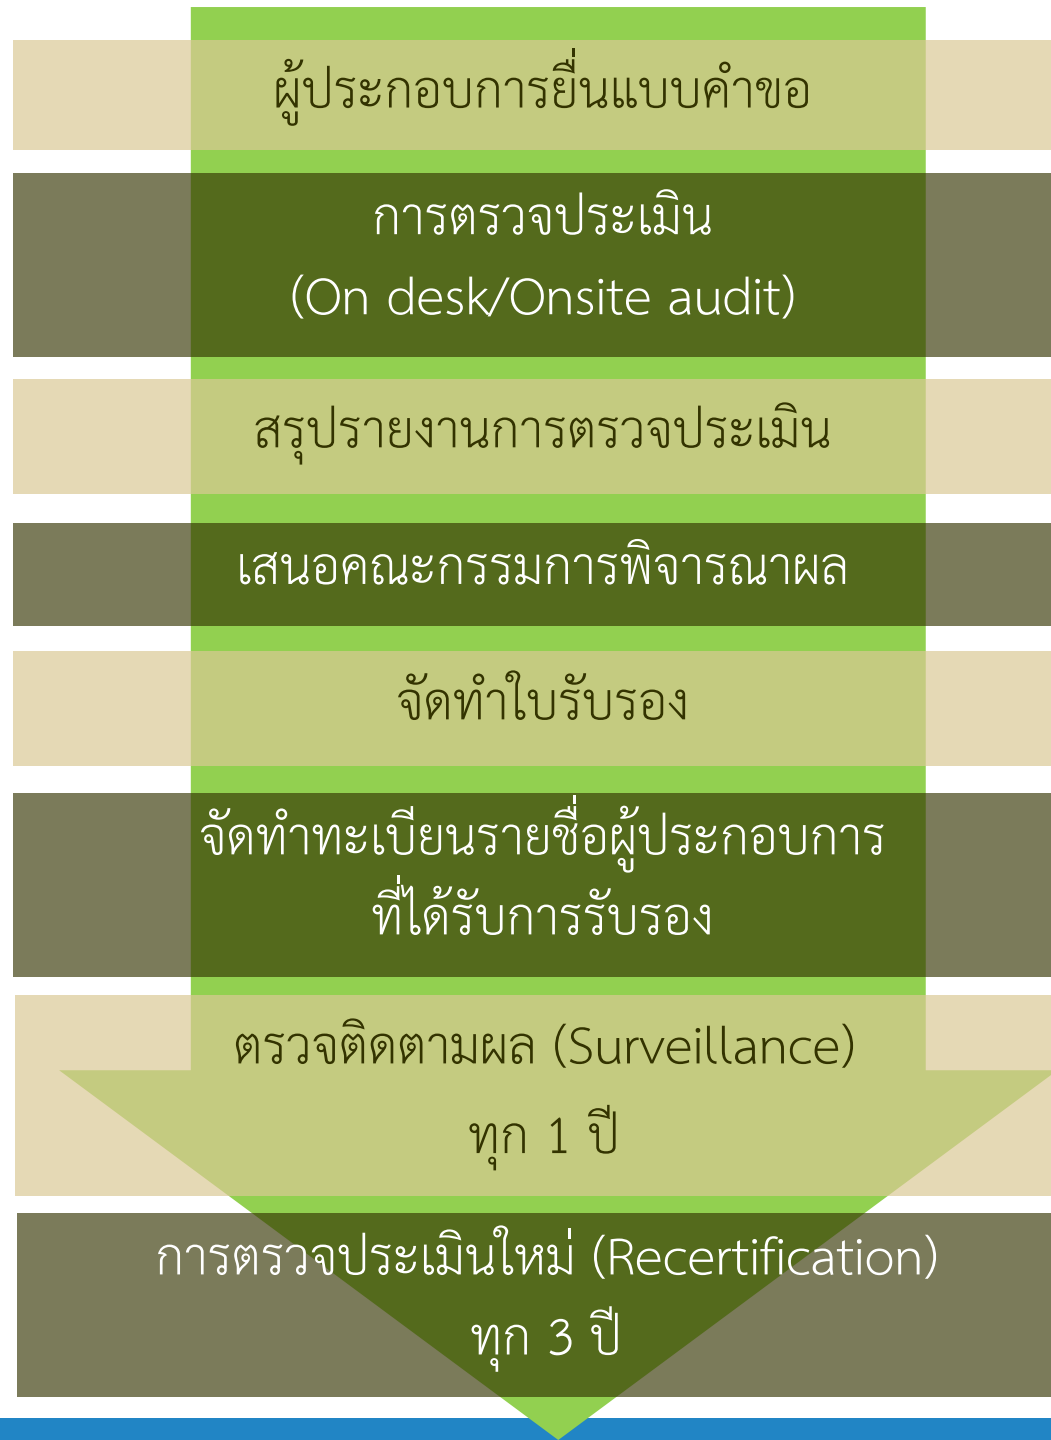 ผู้ประกอบการยื่นแบบคำขอ
การตรวจประเมิน
(On desk/Onsite audit)
สรุปรายงานการตรวจประเมิน
เสนอคณะกรรมการพิจารณาผล
จัดทำใบรับรอง
จัดทำทะเบียนรายชื่อผู้ประกอบการ
ที่ได้รับการรับรอง
ตรวจติดตามผล (Surveillance)
ทุก 1 ปี
การตรวจประเมินใหม่ (Recertification)
ทุก 3 ปี